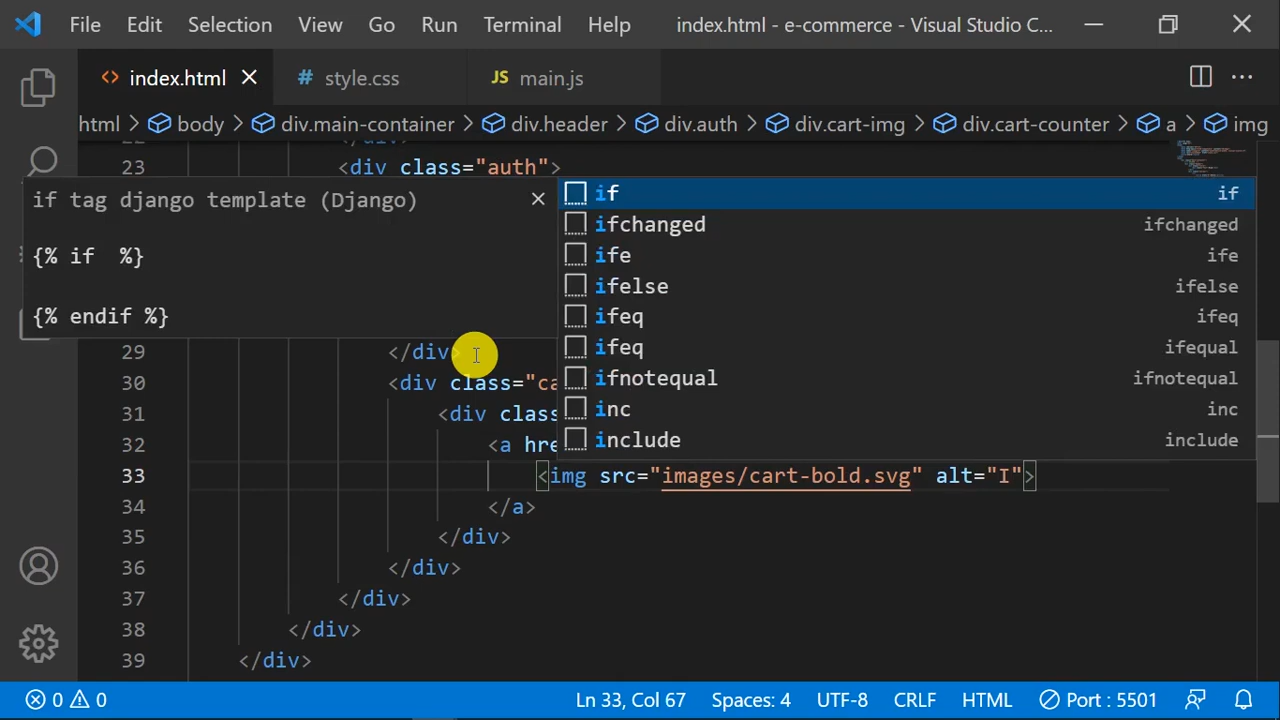 File Edit Selection View Go Run Terminal Help index.html - e-commerce - Visual Studio C...
<> index.html # style.css JS main.js ...
html > body > div.main-container > div.header > div.auth > div.cart-img > div.cart-counter > a > img
23 <div class="auth">
if tag django template (Django)
{% if %}
{% endif %}
if if
ifchanged ifchanged
ife ife
ifelse ifelse
ifeq ifeq
ifeq ifequal
ifnotequal ifnotequal
inc inc
include include
29 </div>
30 <div class="ca
31 <div class
32 <a hre
33 <img src="images/cart-bold.svg" alt="I">
34 </a>
35 </div>
36 </div>
37 </div>
38 </div>
39 </div>
0 0 Ln 33, Col 67 Spaces: 4 UTF-8 CRLF HTML Port : 5501